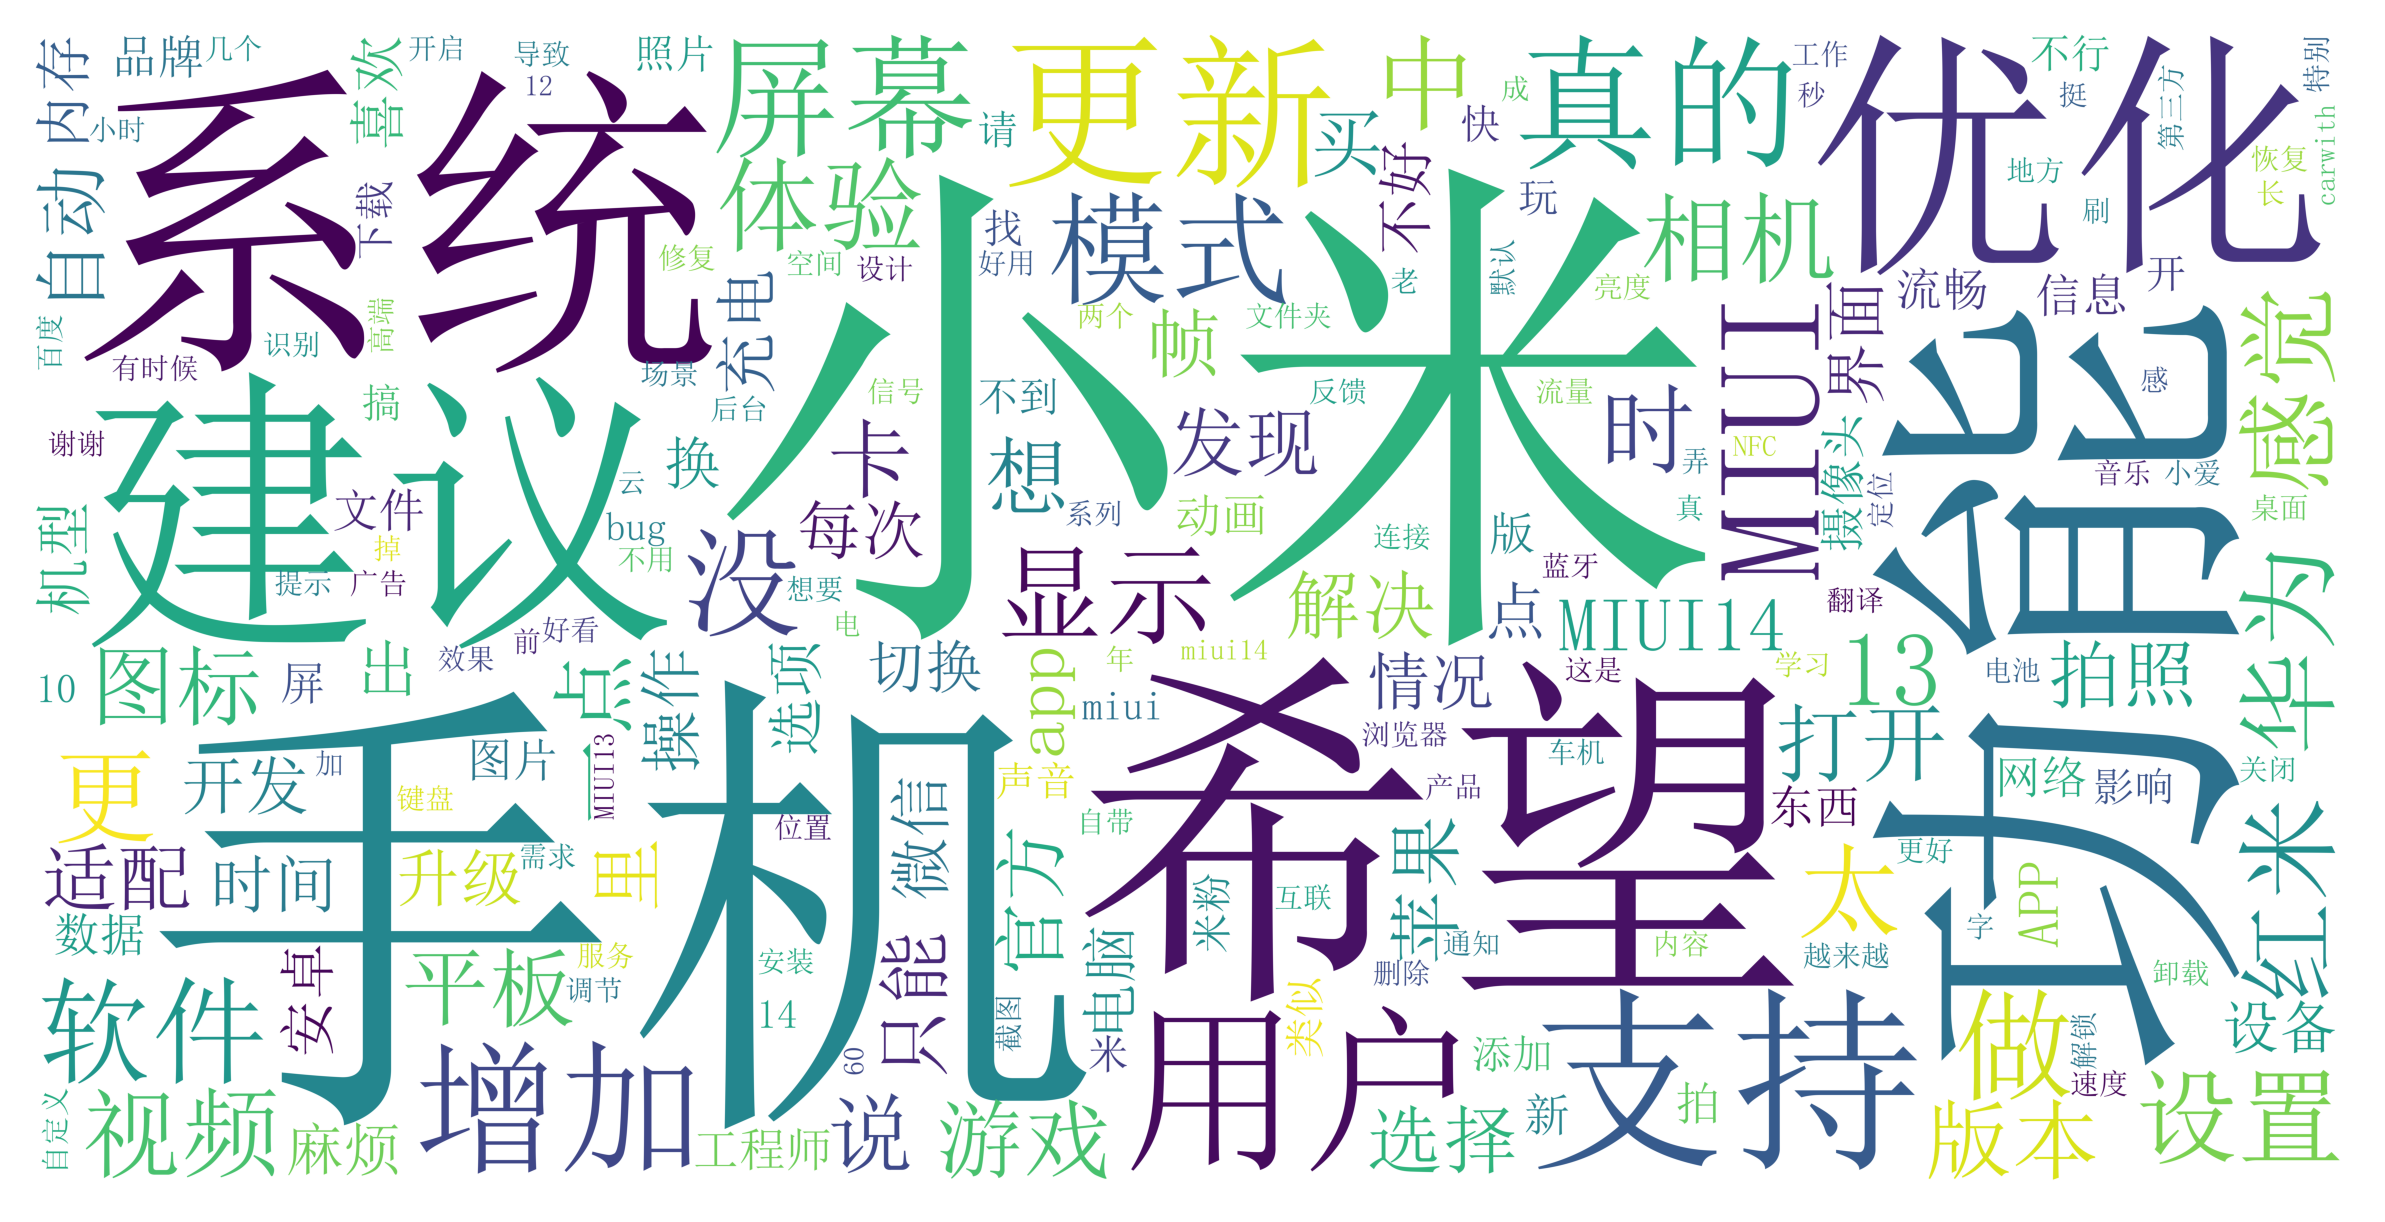 内存
品牌
几个
喜欢
开启
导致
12
照片
屏幕
更新
中
请
买
快
成
真的
工作
秒
优化
不行
挺
第三方
特别
小时
系统
自动
下载
体验
修复
空间
设计
找
好用
模式
不好
玩
相机
地方
刷
恢复
长
carwith
百度
有时候
识别
高端
场景
充电
后台
小米
两个
帧
文件夹
老
默认
亮度
MIUI
界面
流畅
信息
开
功能
感
感觉
建议
谢谢
搞
文件
掉
广告
提示
机型
换
云
bug
不用
信号
卡
每次
没
想要
电
不到
想
系列
发现
动画
反馈
连接
流量
时
弄
真
NFC
版
蓝牙
点
摄像头
定位
翻译
音乐
小爱
桌面
华为
显示
解决
MIUI14
13
10
图标
屏
出
效果
前
好看
一点
操作
选项
切换
app
年
miui14
miui
情况
这是
学习
电池
拍照
希望
更
开发
加
图片
键盘
MIUI13
手机
位置
微信
声音
自带
浏览器
产品
车机
东西
打开
网络
影响
关闭
红米
适配
时间
升级
需求
里
官方
米粉
互联
苹果
通知
太
更好
APP
字
数据
安卓
平板
服务
调节
安装
14
只能
截图
电脑
删除
内容
越来越
卸载
设备
软件
增加
60
米
用户
类似
添加
支持
做
解锁
速度
自定义
视频
麻烦
工程师
说
游戏
选择
新
拍
版本
设置